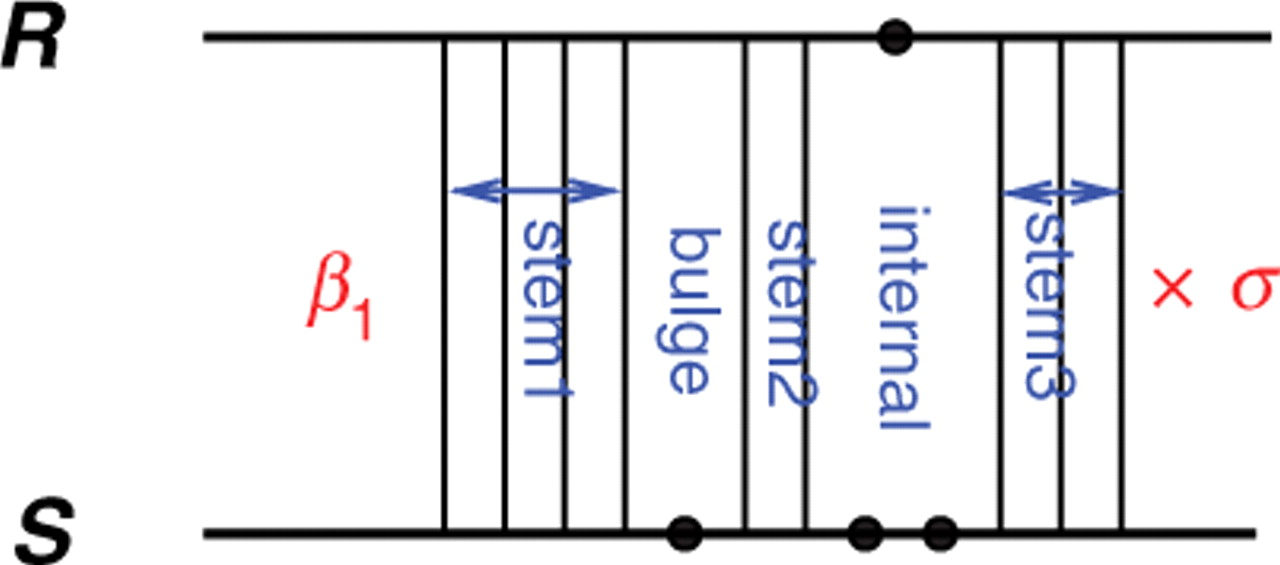 R
β₁ stem1 bulge stem2 internal stem3 × σ
S